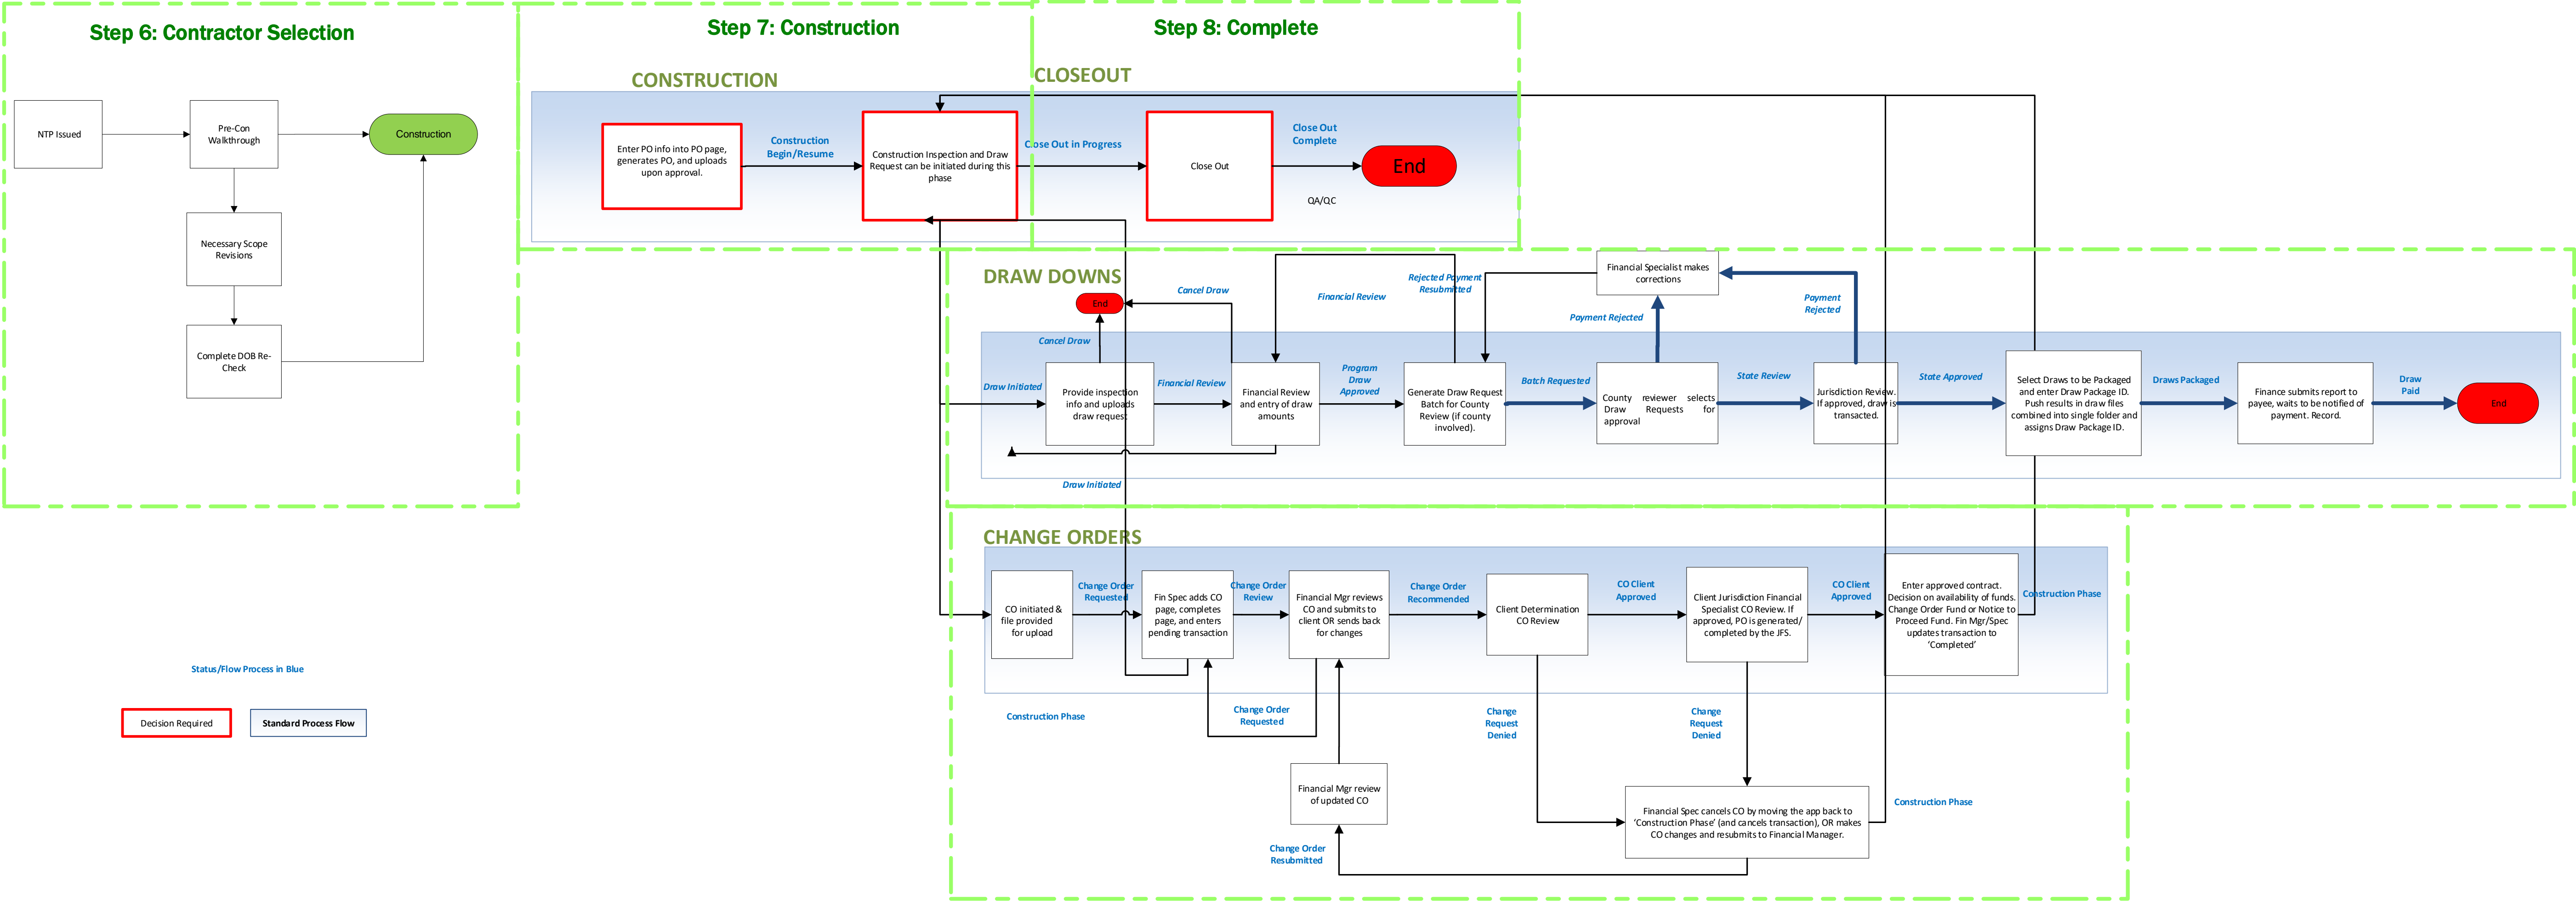 Step 6: Contractor Selection
NTP Issued
Pre-Con
Walkthrough
Construction
Necessary Scope
Revisions
Complete DOB Re-
Check
Status/Flow Process in Blue
Decision Required
Standard Process Flow
Step 7: Construction
Step 8: Complete
CONSTRUCTION
CLOSEOUT
Enter PO info into PO page,
generates PO, and uploads
upon approval.
Construction
Begin/Resume
Construction Inspection and Draw
Request can be initiated during this
phase
Close Out in Progress
Close Out
Close Out
Complete
End
QA/QC
DRAW DOWNS
End
Cancel Draw
Cancel Draw
Financial Review
Rejected Payment
Resubmitted
Financial Specialist makes
corrections
Payment Rejected
Payment
Rejected
Draw Initiated
Provide inspection
info and uploads
draw request
Financial Review
Financial Review
and entry of draw
amounts
Program
Draw
Approved
Generate Draw Request
Batch for County
Review (if county
involved).
Batch Requested
County reviewer selects
Draw Requests for
approval
State Review
Jurisdiction Review.
If approved, draw is
transacted.
State Approved
Select Draws to be Packaged
and enter Draw Package ID.
Push results in draw files
combined into single folder and
assigns Draw Package ID.
Draws Packaged
Finance submits report to
payee, waits to be notified of
payment. Record.
Draw
Paid
End
Draw Initiated
CHANGE ORDERS
CO initiated &
file provided
for upload
Change Order
Requested
Fin Spec adds CO
page, completes
page, and enters
pending transaction
Change Order
Review
Financial Mgr reviews
CO and submits to
client OR sends back
for changes
Change Order
Recommended
Client Determination
CO Review
CO Client
Approved
Client Jurisdiction Financial
Specialist CO Review. If
approved, PO is generated/
completed by the JFS.
CO Client
Approved
Enter approved contract.
Decision on availability of funds.
Change Order Fund or Notice to
Proceed Fund. Fin Mgr/Spec
updates transaction to
‘Completed’
Construction Phase
Construction Phase
Change Order
Requested
Change
Request
Denied
Change
Request
Denied
Financial Mgr review
of updated CO
Financial Spec cancels CO by moving the app back to
‘Construction Phase’ (and cancels transaction), OR makes
CO changes and resubmits to Financial Manager.
Construction Phase
Change Order
Resubmitted